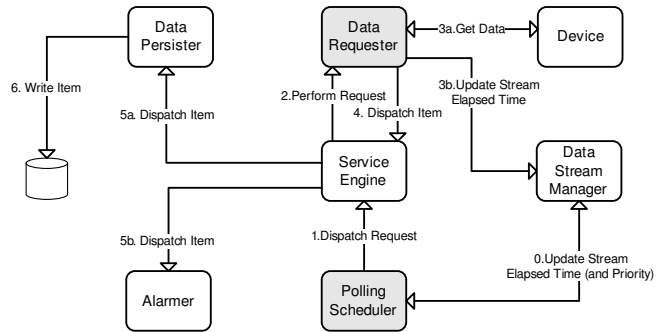 Data
Persister
Data
Requester
3a.Get Data
Device
6. Write Item
2.Perform Request
3b.Update Stream
Elapsed Time
5a. Dispatch Item
4. Dispatch Item
Service
Engine
Data
Stream
Manager
5b. Dispatch Item
1.Dispatch Request
0.Update Stream
Elapsed Time (and Priority)
Alarmer
Polling
Scheduler